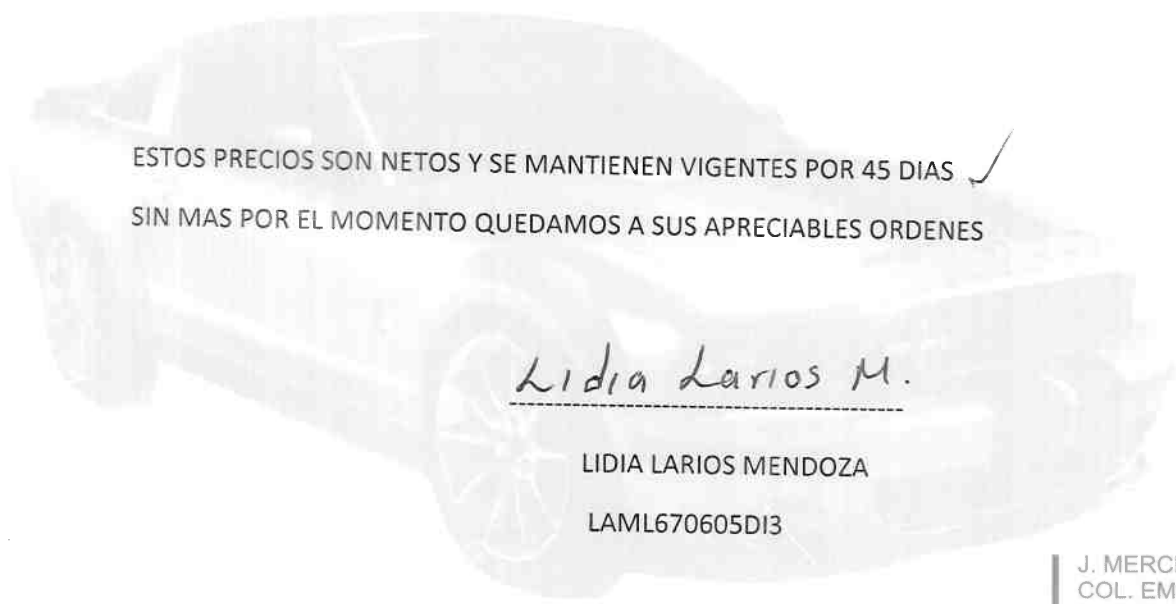 ESTOS PRECIOS SON NETOS Y SE MANTIENEN VIGENTES POR 45 DIAS
SIN MAS POR EL MOMENTO QUEDAMOS A SUS APRECIABLES ORDENES
Lidia Larios M.
LIDIA LARIOS MENDOZA
LAML670605DI3
J.
COL.